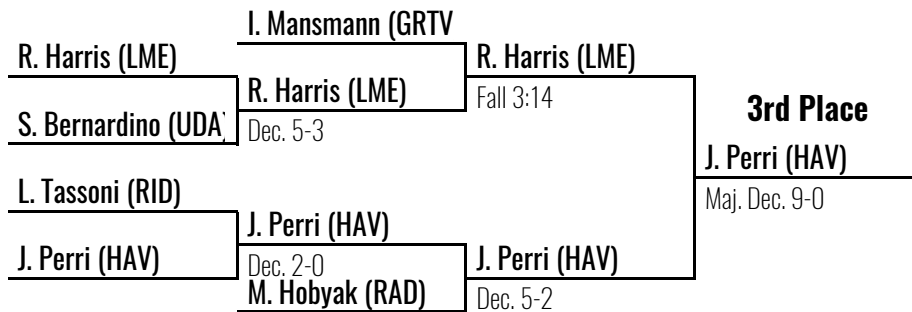 I. Mansmann (GRTV
R. Harris (LME)
R. Harris (LME)
R. Harris (LME)
Fall 3:14
S. Bernardino (UDA)
Dec. 5-3
3rd Place
J. Perri (HAV)
Maj. Dec. 9-0
L. Tassoni (RID)
J. Perri (HAV)
J. Perri (HAV)
Dec. 2-0
J. Perri (HAV)
M. Hobyak (RAD)
Dec. 5-2